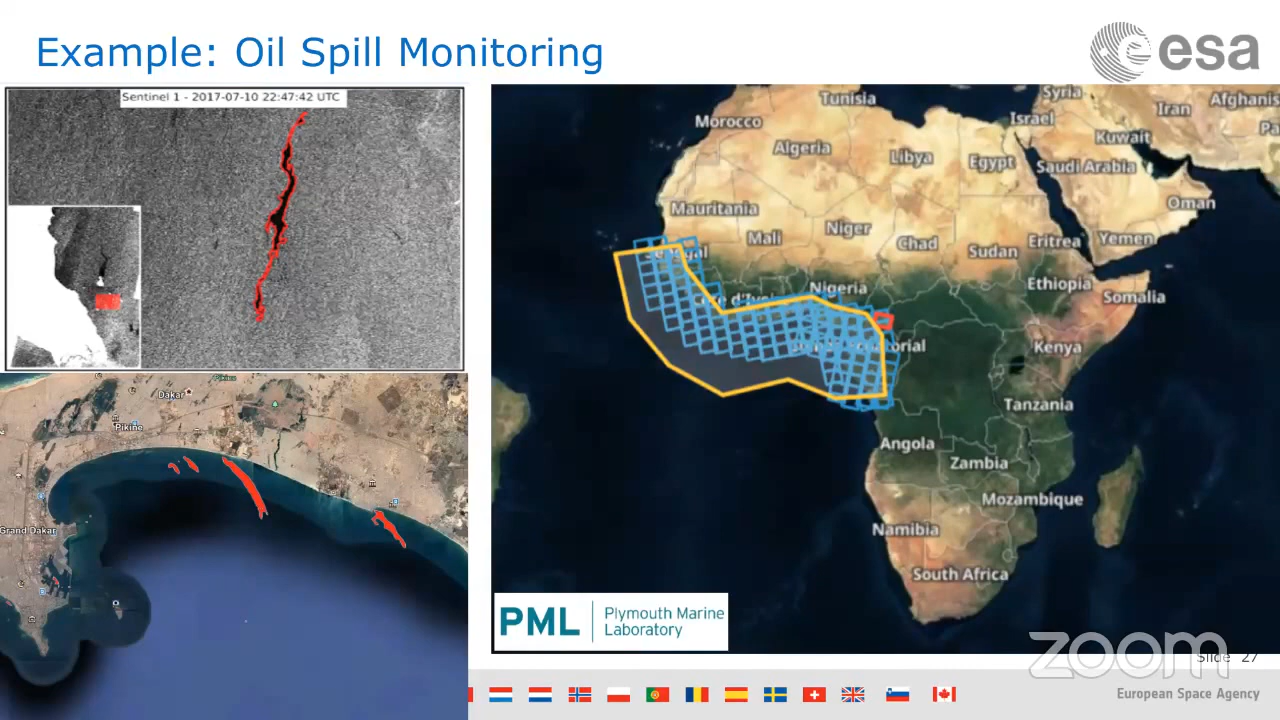 Example: Oil Spill Monitoring
esa
Sentinel 1 - 2017-07-10 22:47:42 UTC
Pikine
Dakar
Pikine
Grand Dakar
Tunisia
Syria
Morocco
Israel
Iran
Afghanis
Algeria
Libya
Egypt
Kuwait
Pa
Saudi Arabia
Mauritania
Oman
Mali
Niger
Chad
Sudan
Eritrea
Yemen
Nigeria
Ethiopia
Somalia
Kenya
Tanzania
Angola
Zambia
Mozambique
Namibia
South Africa
PML
Plymouth Marine
Laboratory
zoom
Slide 27
European Space Agency